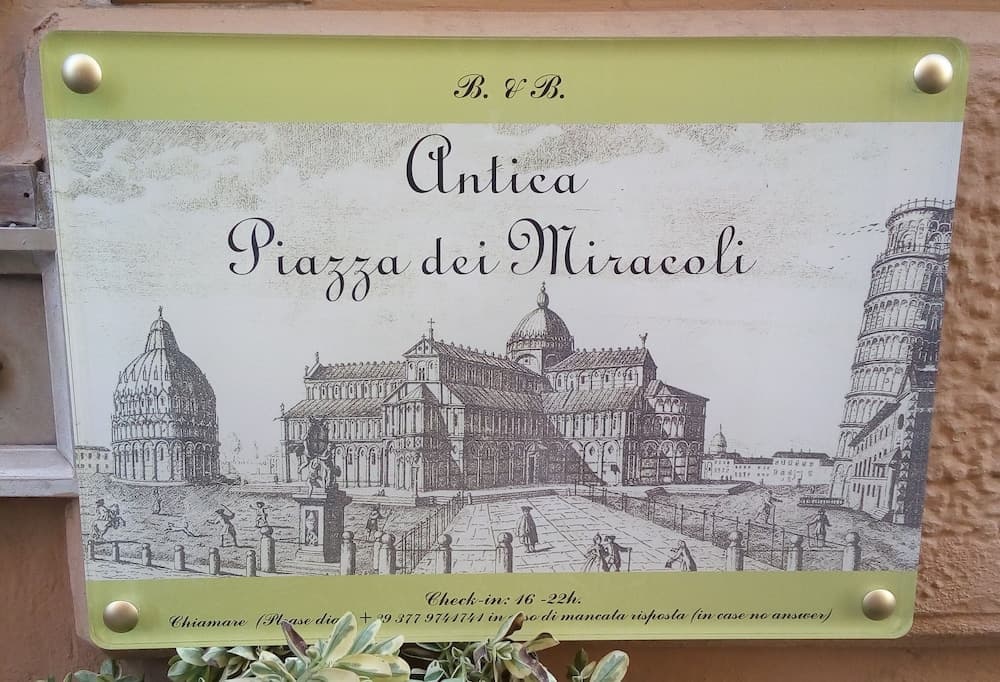 B. & B.
Antica
Piazza dei Miracoli
Check-in: 16 -22h.
Chiamare (Please dial + 39 377 9741741 in caso di mancata risposta (in case no answer)